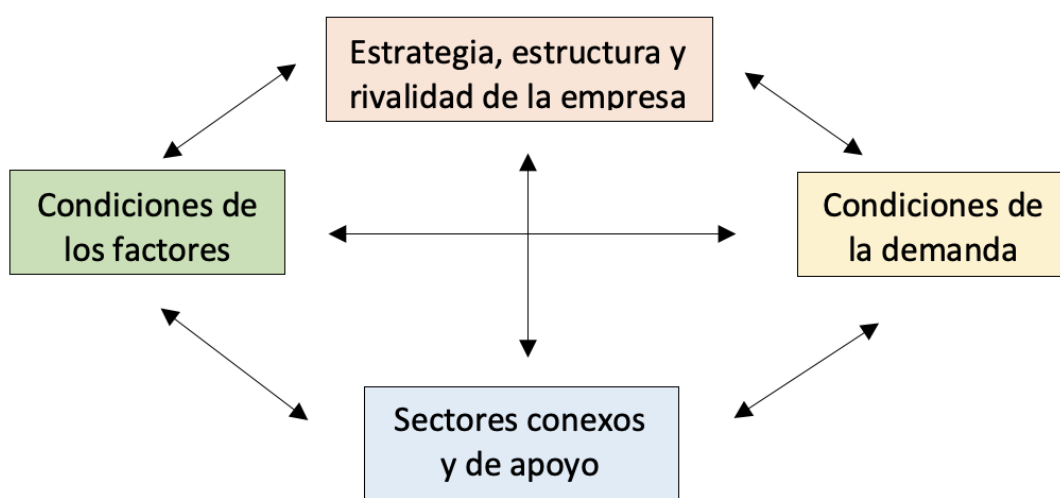 Estrategia, estructura y
rivalidad de la empresa
Condiciones de
los factores
Condiciones de
la demanda
Sectores conexos
y de apoyo